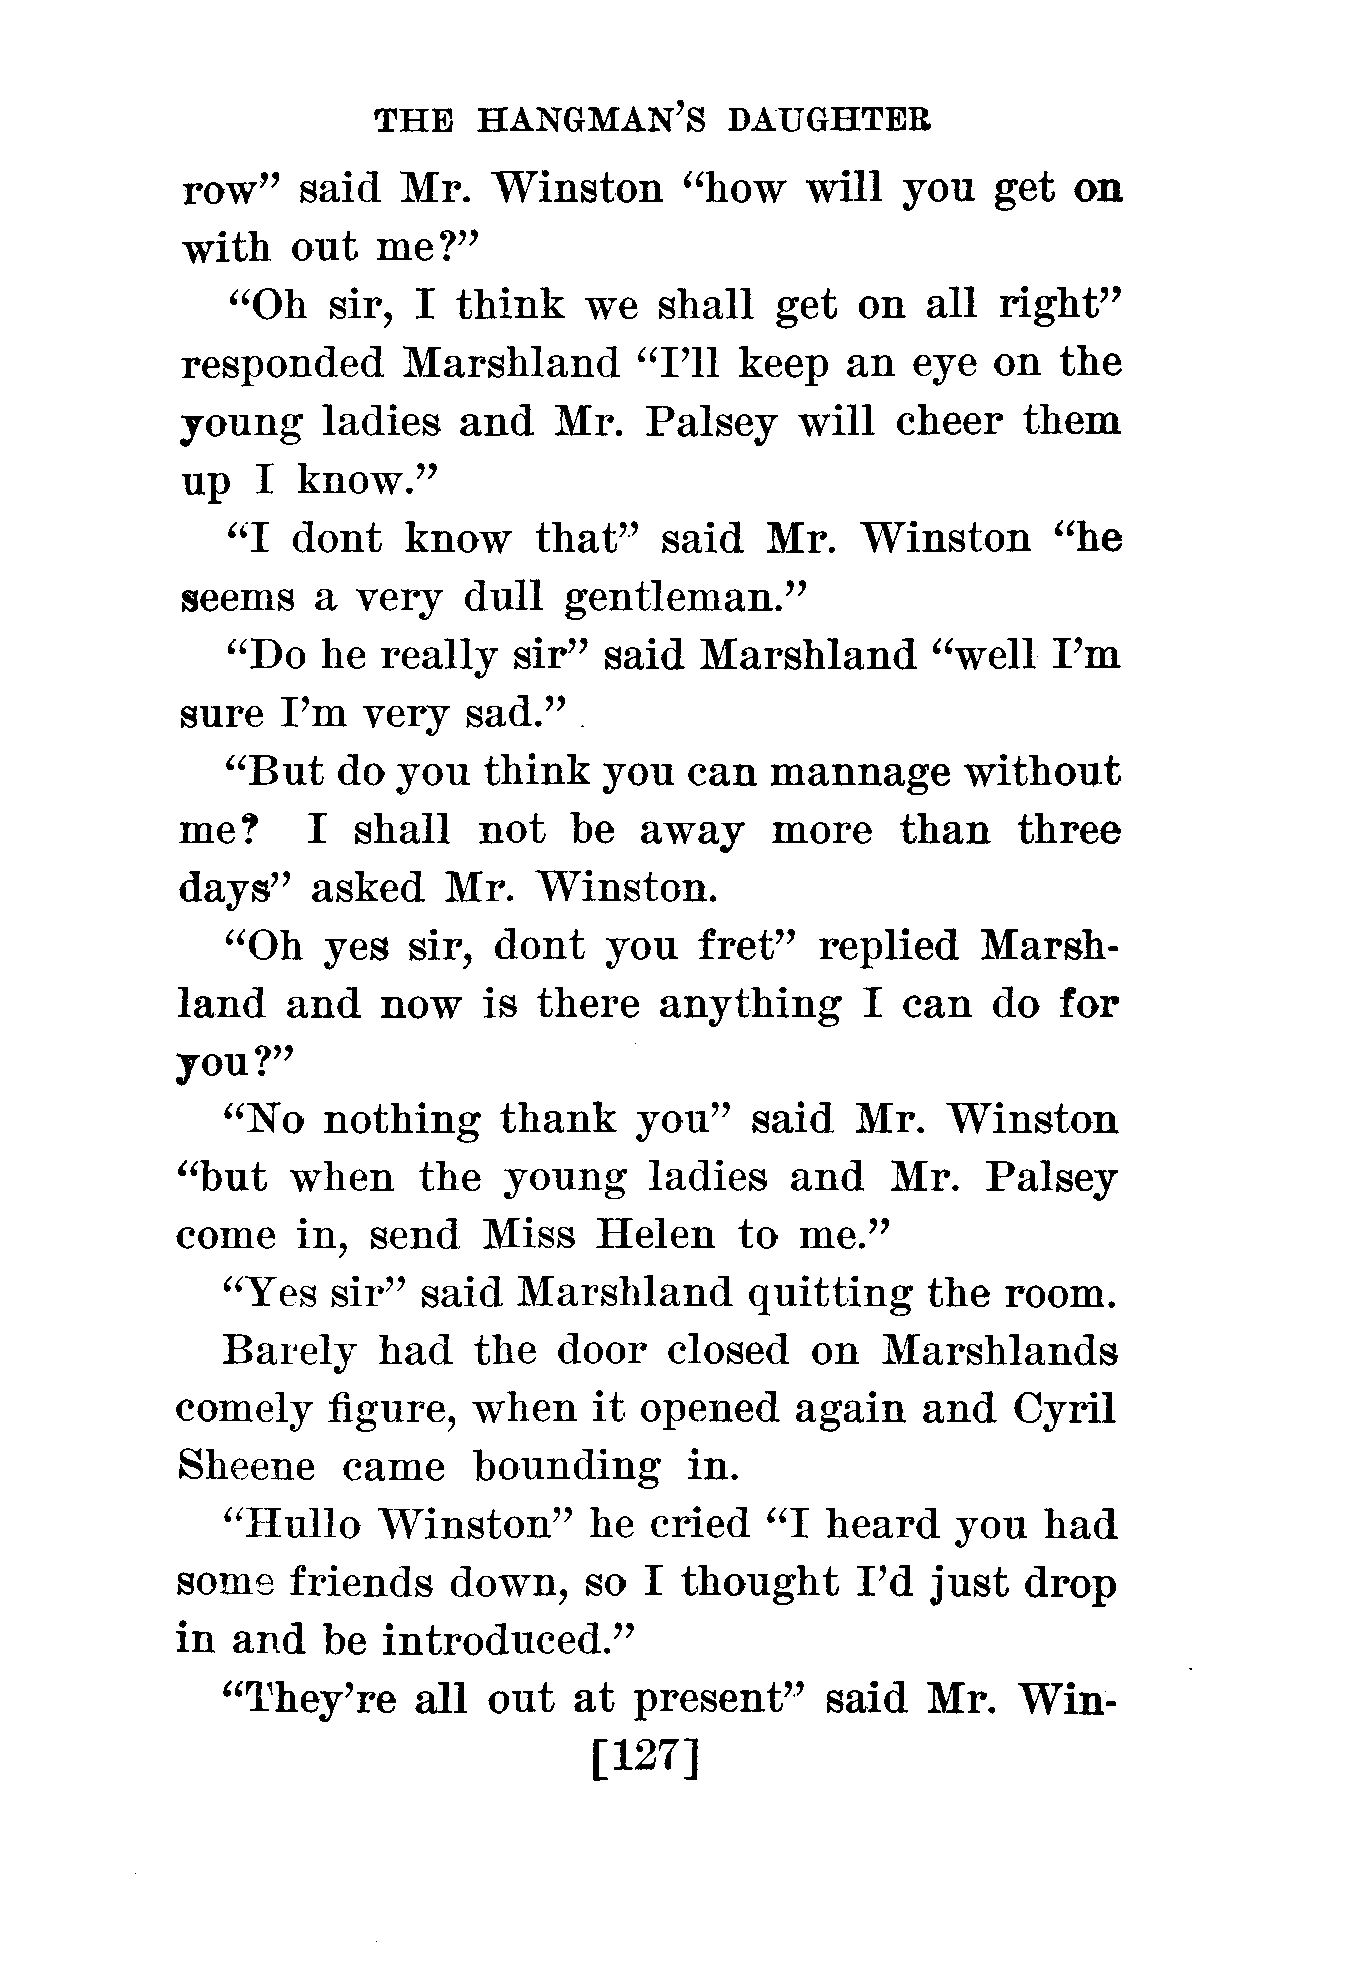 THE HANGMAN'S DAUGHTER
row” said Mr. Winston “how will you get on
with out me?”
“Oh sir, I think we shall get on all right”
responded Marshland “I’ll keep an eye on the
young ladies and Mr. Palsey will cheer them
up I know.”
“I dont know that” said Mr. Winston “he
seems a very dull gentleman.”
“Do he really sir” said Marshland “well I’m
sure I’m very sad.”
“But do you think you can mannage without
me? I shall not be away more than three
days” asked Mr. Winston.
“Oh yes sir, dont you fret” replied Marsh-
land and now is there anything I can do for
you?”
“No nothing thank you” said Mr. Winston
“but when the young ladies and Mr. Palsey
come in, send Miss Helen to me.”
“Yes sir” said Marshland quitting the room.
Barely had the door closed on Marshlands
comely figure, when it opened again and Cyril
Sheene came bounding in.
“Hullo Winston” he cried “I heard you had
some friends down, so I thought I’d just drop
in and be introduced.”
“They’re all out at present” said Mr. Win-
[127]